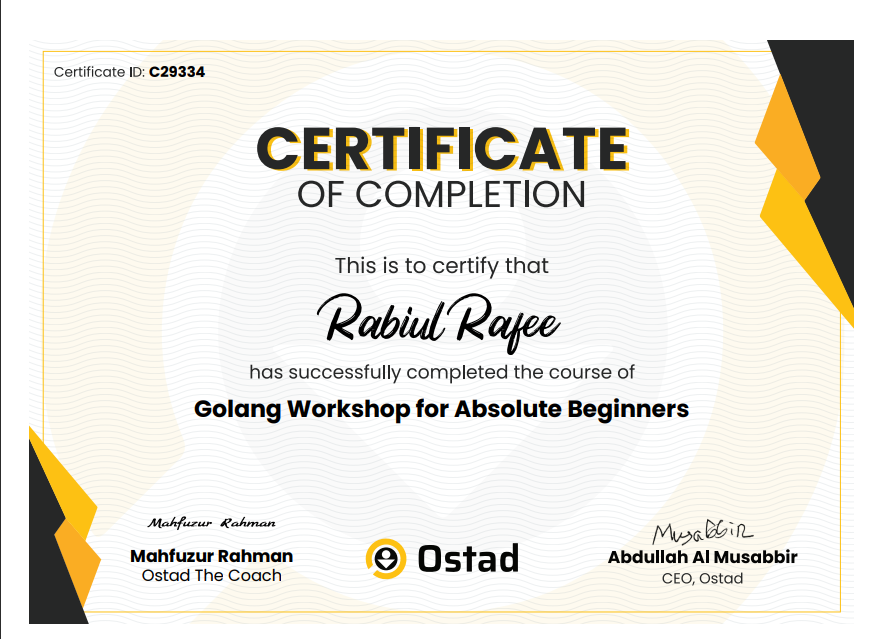 Certificate ID: C29334
CERTIFICATE
OF COMPLETION
This is to certify that
Rabiul Rafee
has successfully completed the course of
Golang Workshop for Absolute Beginners
Mahfuzur Rahman
Mahfuzur Rahman
Ostad The Coach
Ostad
Musabbir
Abdullah Al Musabbir
CEO, Ostad